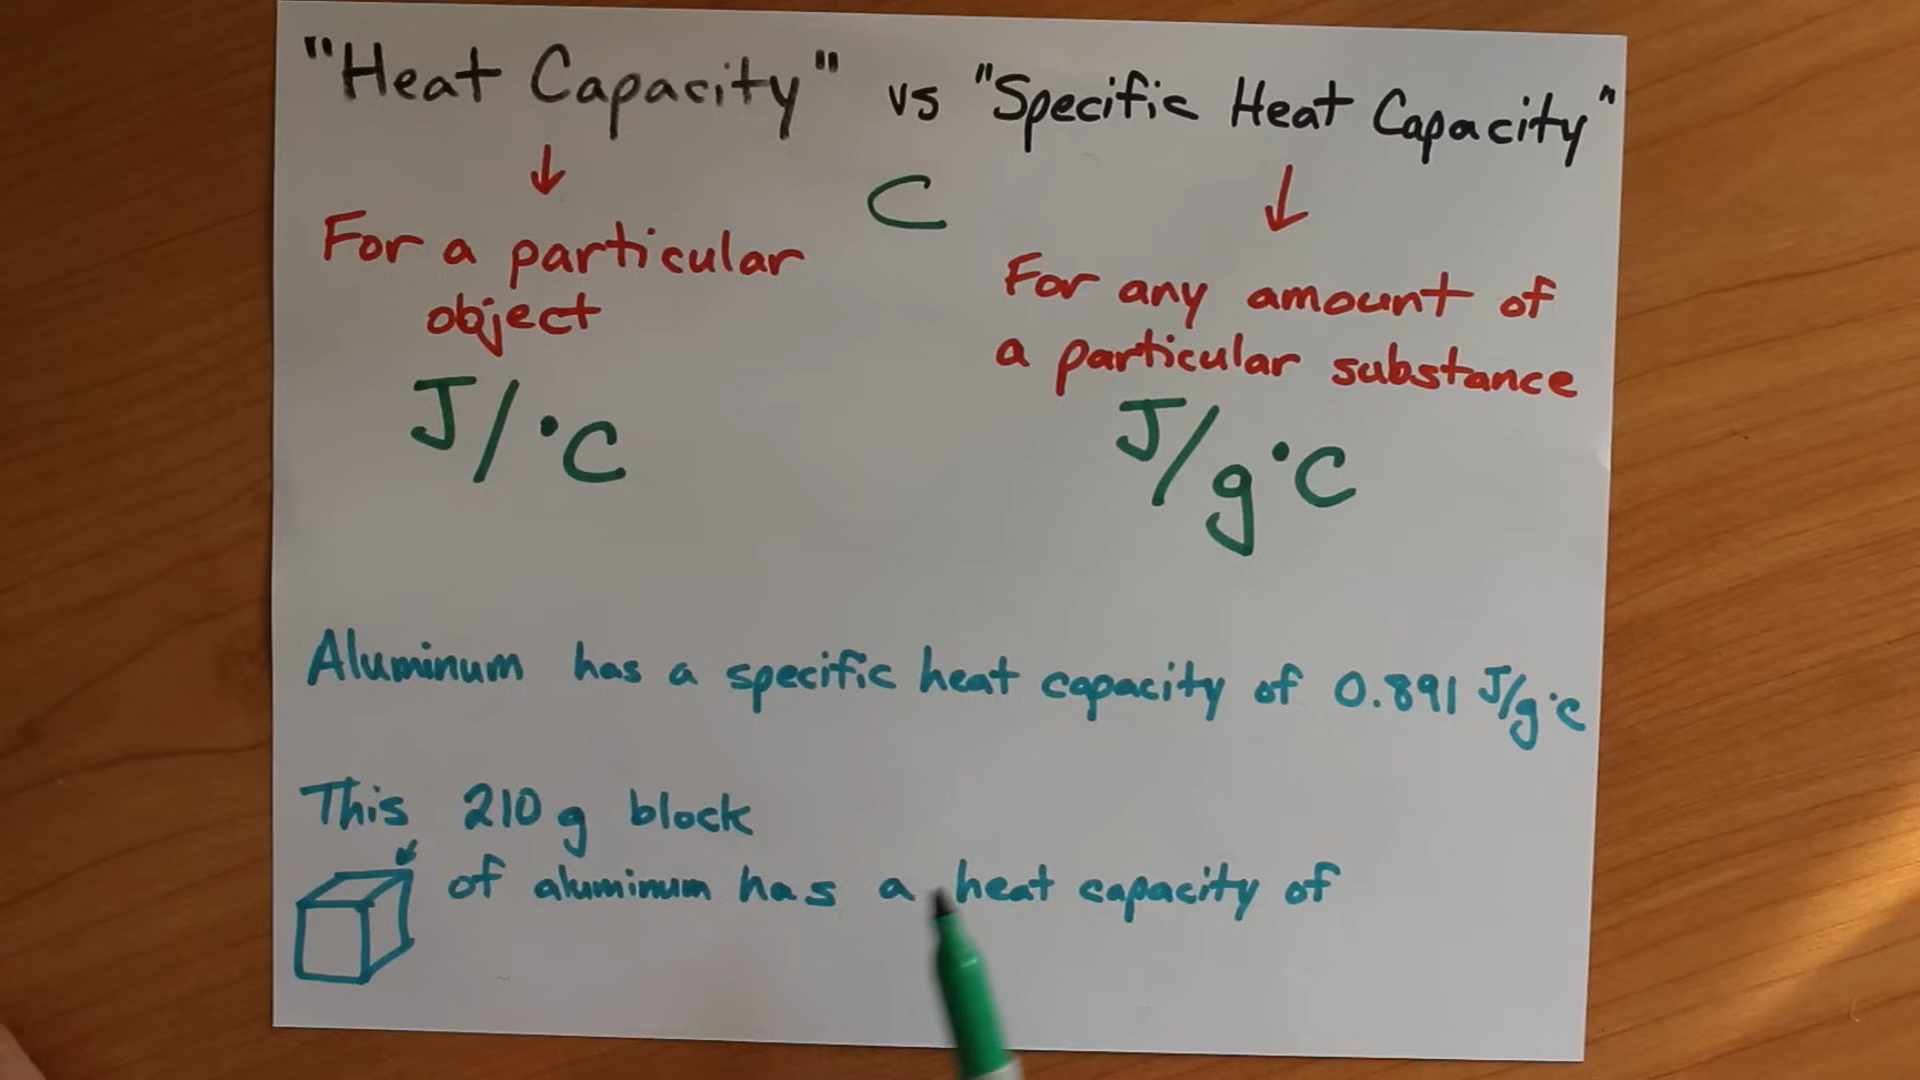 "Heat Capacity" vs "Specific Heat Capacity"
C
For a particular
object
J/°C
For any amount of
a particular substance
J/g°C
Aluminum has a specific heat capacity of 0.891 J/g°C
This 210 g block
of aluminum has a heat capacity of